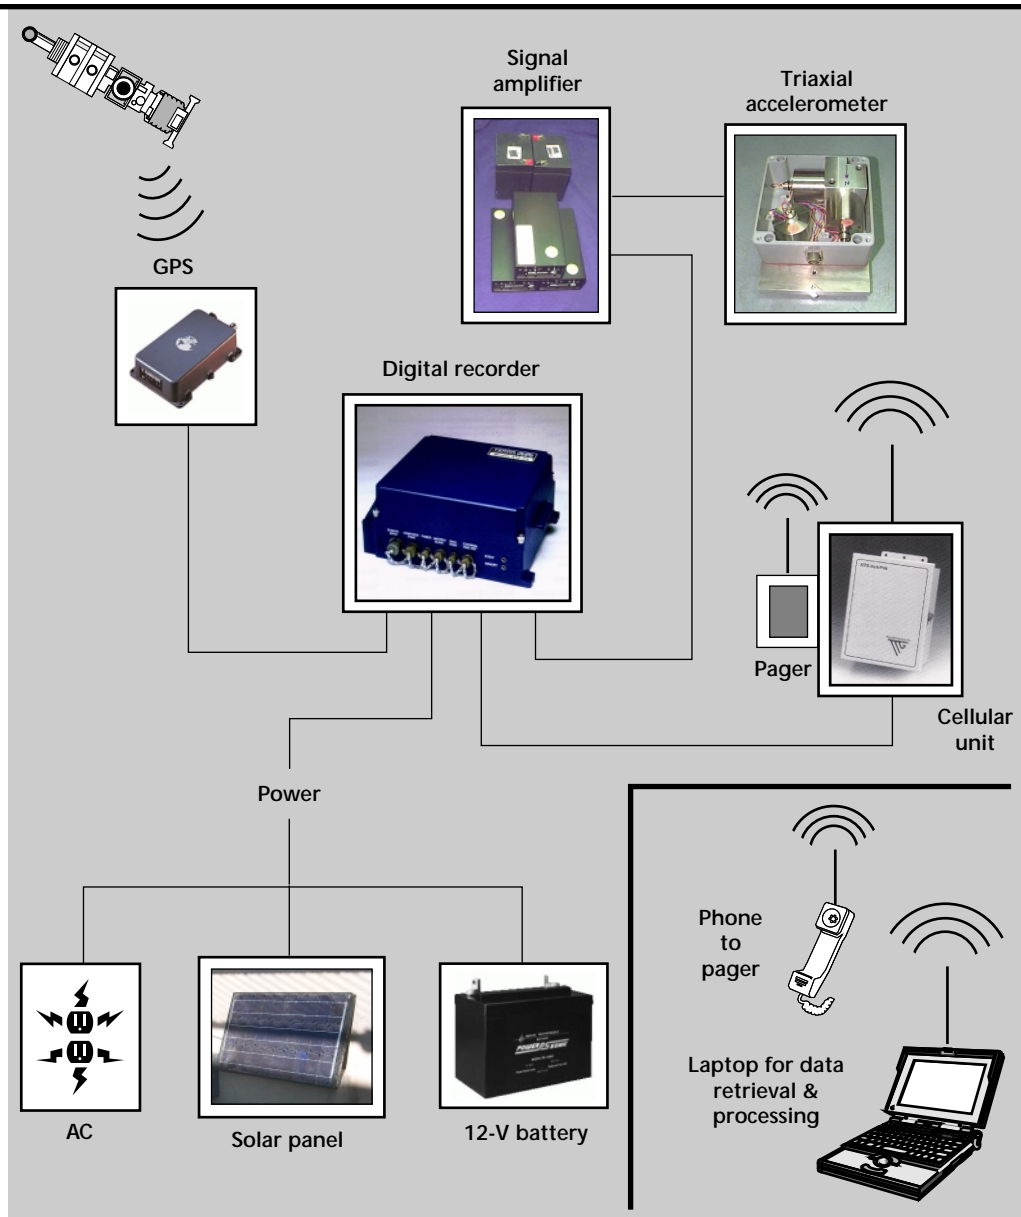 Signal
amplifier
Triaxial
accelerometer
GPS
Digital recorder
Pager
Cellular
unit
Power
Phone
to
pager
Laptop for data
retrieval &
processing
AC
Solar panel
12-V battery